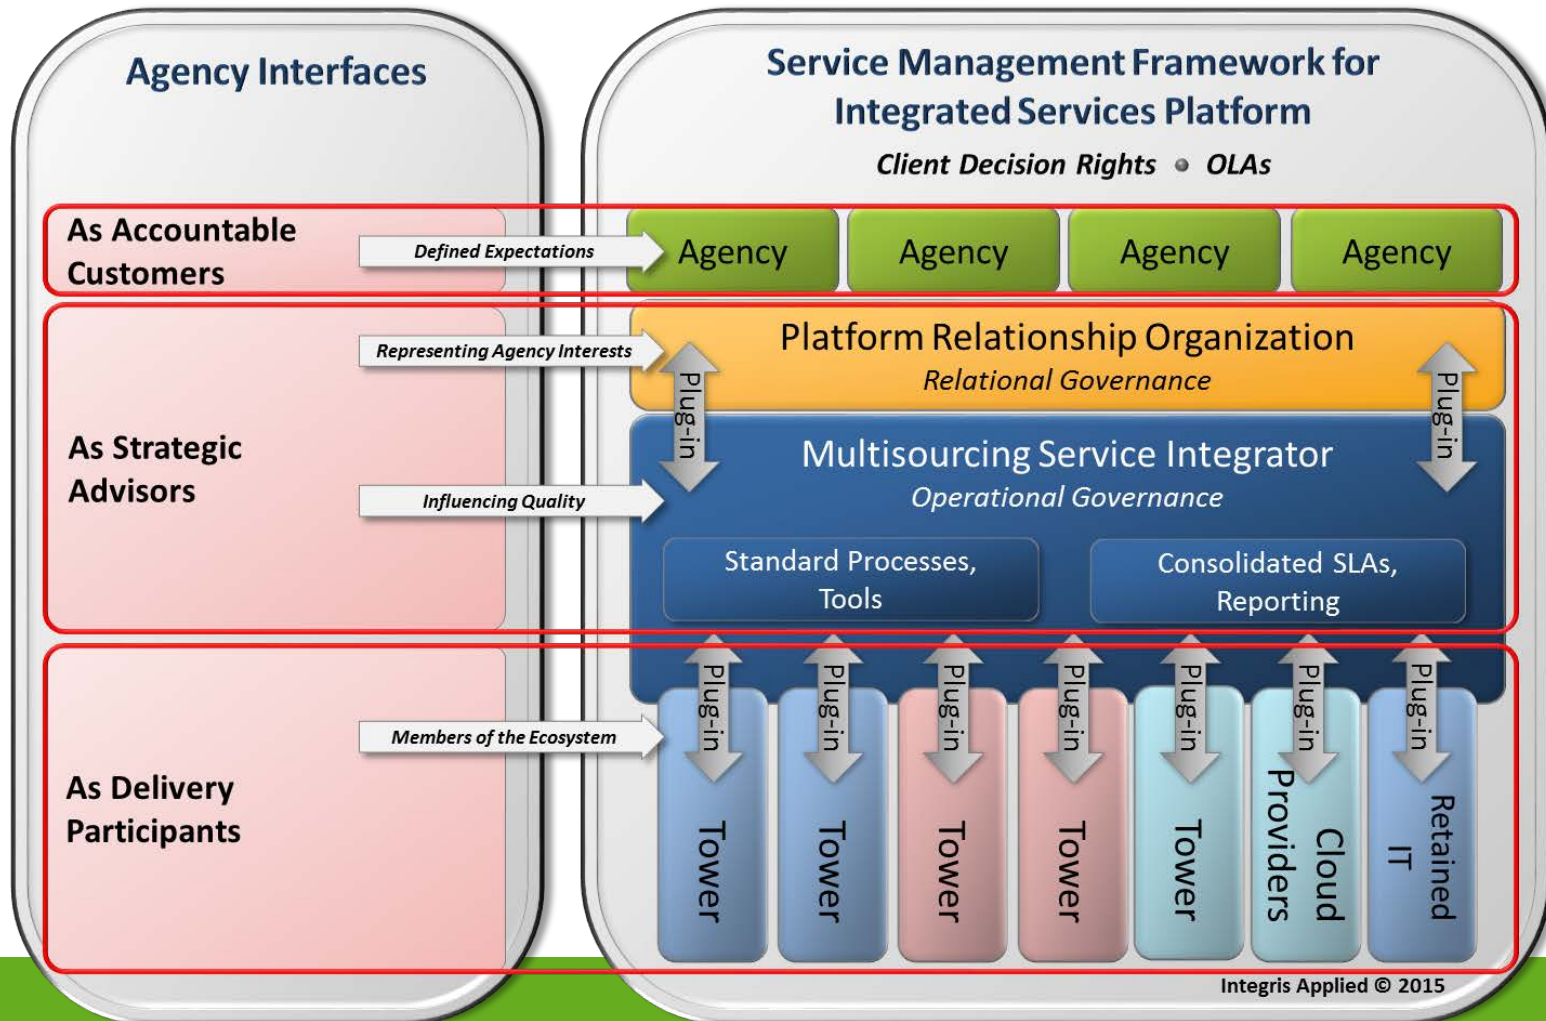 Agency Interfaces
As Accountable
Customers
Defined Expectations
Representing Agency Interests
As Strategic
Advisors
Influencing Quality
Members of the Ecosystem
As Delivery
Participants
Service Management Framework for
Integrated Services Platform
Client Decision Rights • OLAs
Agency
Agency
Agency
Agency
Platform Relationship Organization
Relational Governance
Plug-in
Plug-in
Multisourcing Service Integrator
Operational Governance
Standard Processes,
Tools
Consolidated SLAs,
Reporting
Plug-in
Plug-in
Plug-in
Plug-in
Plug-in
Plug-in
Plug-in
Tower
Tower
Tower
Tower
Tower
Cloud
Providers
Retained
IT
Integris Applied © 2015